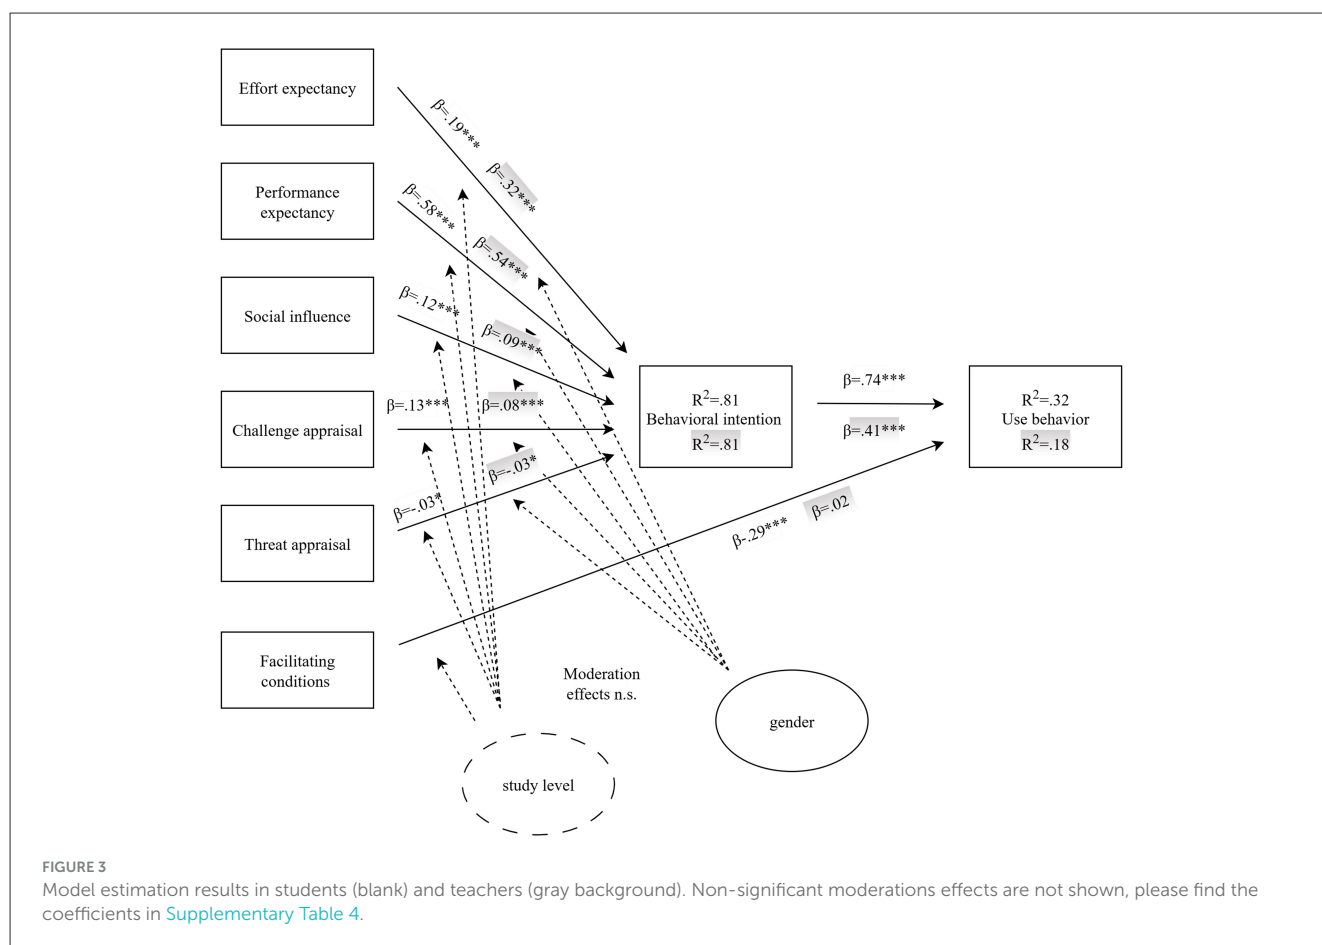 Effort expectancy
β=.19***
β=.32***
Performance
expectancy
β=.58***
β=.54***
Social influence
β=.12***
β=.09***
Challenge appraisal
β=.13***
β=.08***
Threat appraisal
β=-.03*
β=-.03*
Facilitating
conditions
β-.29***
β=.02
R²=.81
Behavioral intention
R²=.81
β=.74***
β=.41***
R²=.32
Use behavior
R²=.18
Moderation
effects n.s.
gender
study level
FIGURE 3
Model estimation results in students (blank) and teachers (gray background). Non-significant moderations effects are not shown, please find the
coefficients in Supplementary Table 4.